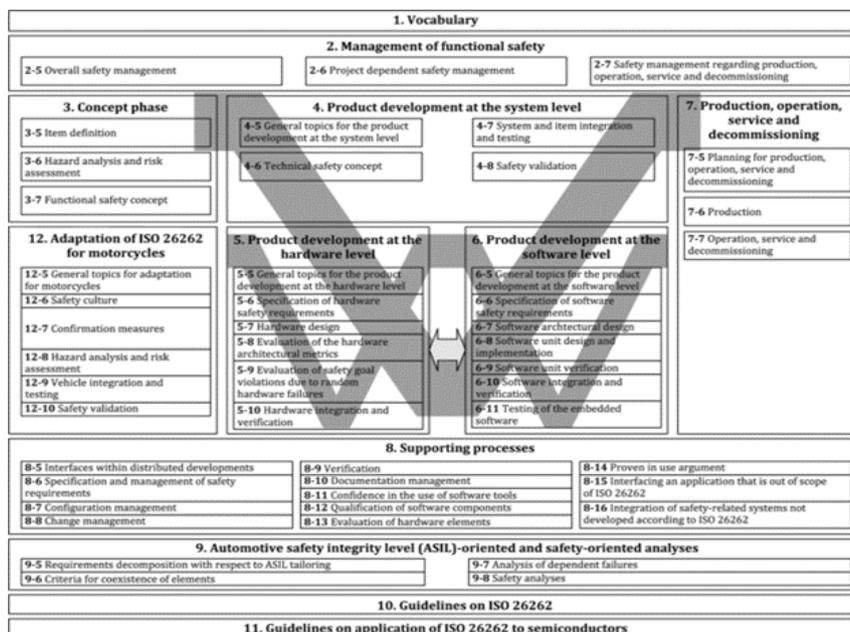 1. Vocabulary
2. Management of functional safety
2-5 Overall safety management
2-6 Project dependent safety management
2-7 Safety management regarding production,
operation, service and decommissioning
3. Concept phase
3-5 Item definition
3-6 Hazard analysis and risk
assessment
3-7 Functional safety concept
4. Product development at the system level
4-5 General topics for the product
development at the system level
4-6 Technical safety concept
4-7 System and item integration
and testing
4-8 Safety validation
7. Production, operation,
service and
decommissioning
7-5 Planning for production,
operation, service and
decommissioning
7-6 Production
7-7 Operation, service and
decommissioning
12. Adaptation of ISO 26262
for motorcycles
12-5 General topics for adaptation
for motorcycles
12-6 Safety culture
12-7 Confirmation measures
12-8 Hazard analysis and risk
assessment
12-9 Vehicle integration and
testing
12-10 Safety validation
5. Product development at the
hardware level
5-5 General topics for the product
development at the hardware level
5-6 Specification of hardware
safety requirements
5-7 Hardware design
5-8 Evaluation of the hardware
architectural metrics
5-9 Evaluation of safety goal
violations due to random
hardware failures
5-10 Hardware integration and
verification
6. Product development at the
software level
6-5 General topics for the product
development at the software level
6-6 Specification of software
safety requirements
6-7 Software archtectural design
6-8 Software unit design and
implementation
6-9 Software unit verification
6-10 Software integration and
verification
6-11 Testing of the embedded
software
8. Supporting processes
8-5 Interfaces within distributed developments
8-6 Specification and management of safety
requirements
8-7 Configuration management
8-8 Change management
8-9 Verification
8-10 Documentation management
8-11 Confidence in the use of software tools
8-12 Qualification of software components
8-13 Evaluation of hardware elements
8-14 Proven in use argument
8-15 Interfacing an application that is out of scope
of ISO 26262
8-16 Integration of safety-related systems not
developed according to ISO 26262
9. Automotive safety integrity level (ASIL)-oriented and safety-oriented analyses
9-5 Requirements decomposition with respect to ASIL tailoring
9-6 Criteria for coexistence of elements
9-7 Analysis of dependent failures
9-8 Safety analyses
10. Guidelines on ISO 26262
11. Guidelines on application of ISO 26262 to semiconductors